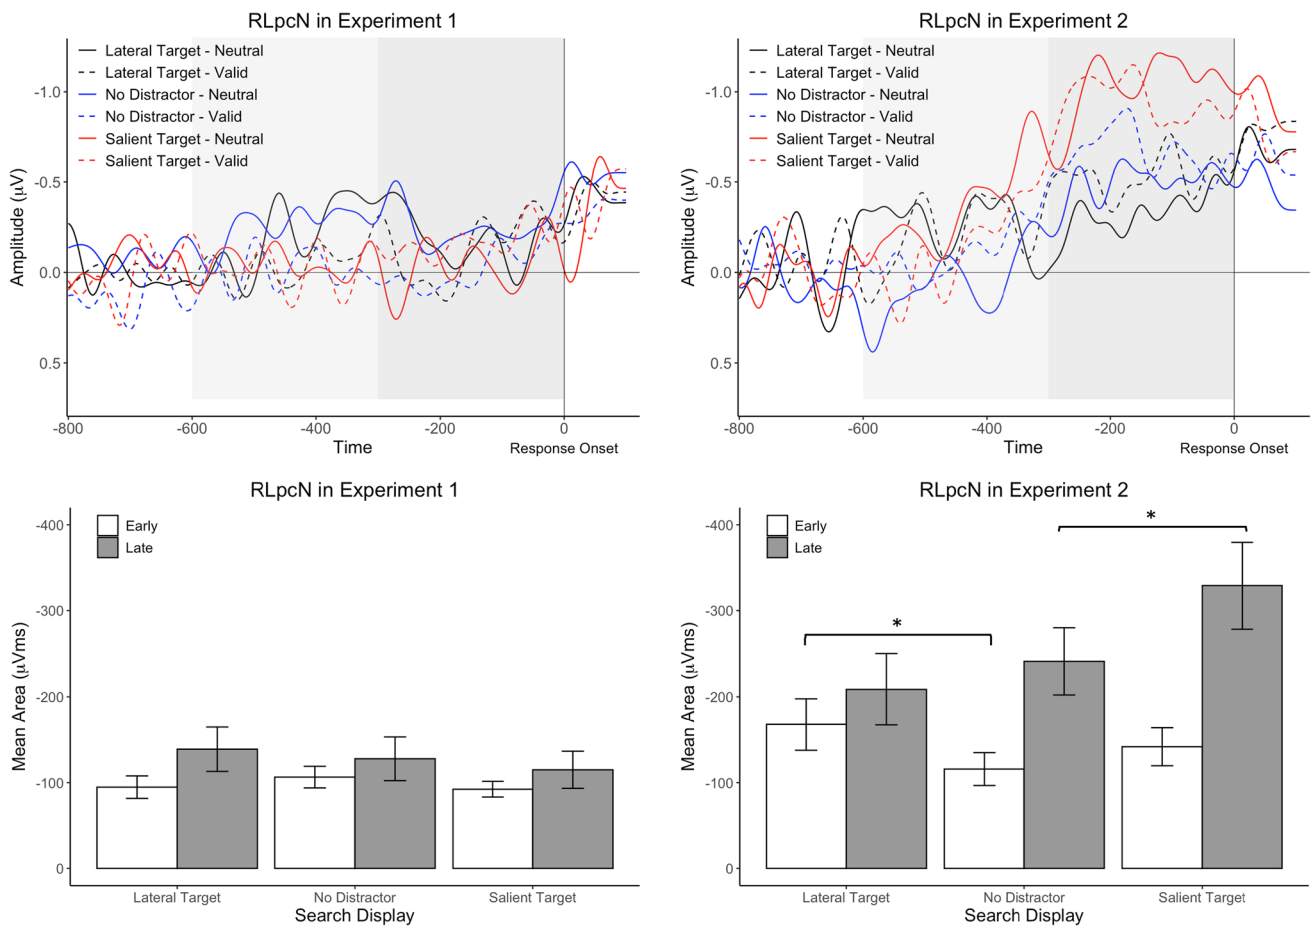 RLpcN in Experiment 1
Lateral Target - Neutral
Lateral Target - Valid
No Distractor - Neutral
No Distractor - Valid
Salient Target - Neutral
Salient Target - Valid
Amplitude (μV)
-1.0
-0.5
0.0
0.5
-800
-600
-400
-200
0
Time
Response Onset
RLpcN in Experiment 2
Lateral Target - Neutral
Lateral Target - Valid
No Distractor - Neutral
No Distractor - Valid
Salient Target - Neutral
Salient Target - Valid
Amplitude (μV)
-1.0
-0.5
0.0
0.5
-800
-600
-400
-200
0
Time
Response Onset
RLpcN in Experiment 1
Early
Late
Mean Area (μVms)
-400
-300
-200
-100
0
Lateral Target
No Distractor
Salient Target
Search Display
RLpcN in Experiment 2
Early
Late
*
*
Mean Area (μVms)
-400
-300
-200
-100
0
Lateral Target
No Distractor
Salient Target
Search Display